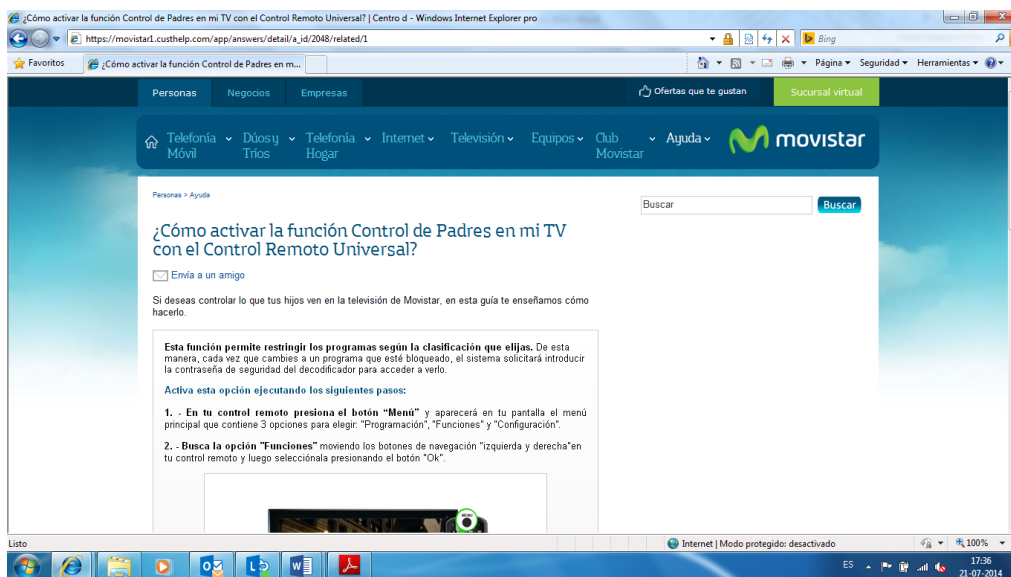 ¿Cómo activar la función Control de Padres en mi TV con el Control Remoto Universal? | Centro d - Windows Internet Explorer pro
https://movistar1.custhelp.com/app/answers/detail/a_id/2048/related/1
Bing
Favoritos
¿Cómo activar la función Control de Padres en m...
Página
Seguridad
Herramientas
Personas
Negocios
Empresas
Ofertas que te gustan
Sucursal virtual
Telefonía
Móvil
Dúos y
Tríos
Telefonía
Hogar
Internet
Televisión
Equipos
Club
Movistar
Ayuda
movistar
Personas > Ayuda
Buscar
Buscar
¿Cómo activar la función Control de Padres en mi TV
con el Control Remoto Universal?
Envía a un amigo
Si deseas controlar lo que tus hijos ven en la televisión de Movistar, en esta guía te enseñamos cómo
hacerlo.
Esta función permite restringir los programas según la clasificación que elijas. De esta
manera, cada vez que cambies a un programa que esté bloqueado, el sistema solicitará introducir
la contraseña de seguridad del decodificador para acceder a verlo.
Activa esta opción ejecutando los siguientes pasos:
1. - En tu control remoto presiona el botón “Menú” y aparecerá en tu pantalla el menú
principal que contiene 3 opciones para elegir: "Programación", "Funciones" y "Configuración".
2. - Busca la opción "Funciones" moviendo los botones de navegación "izquierda y derecha"en
tu control remoto y luego selecciónala presionando el botón "Ok".
MENU
Listo
Internet | Modo protegido: desactivado
100%
ES
17:36
21-07-2014